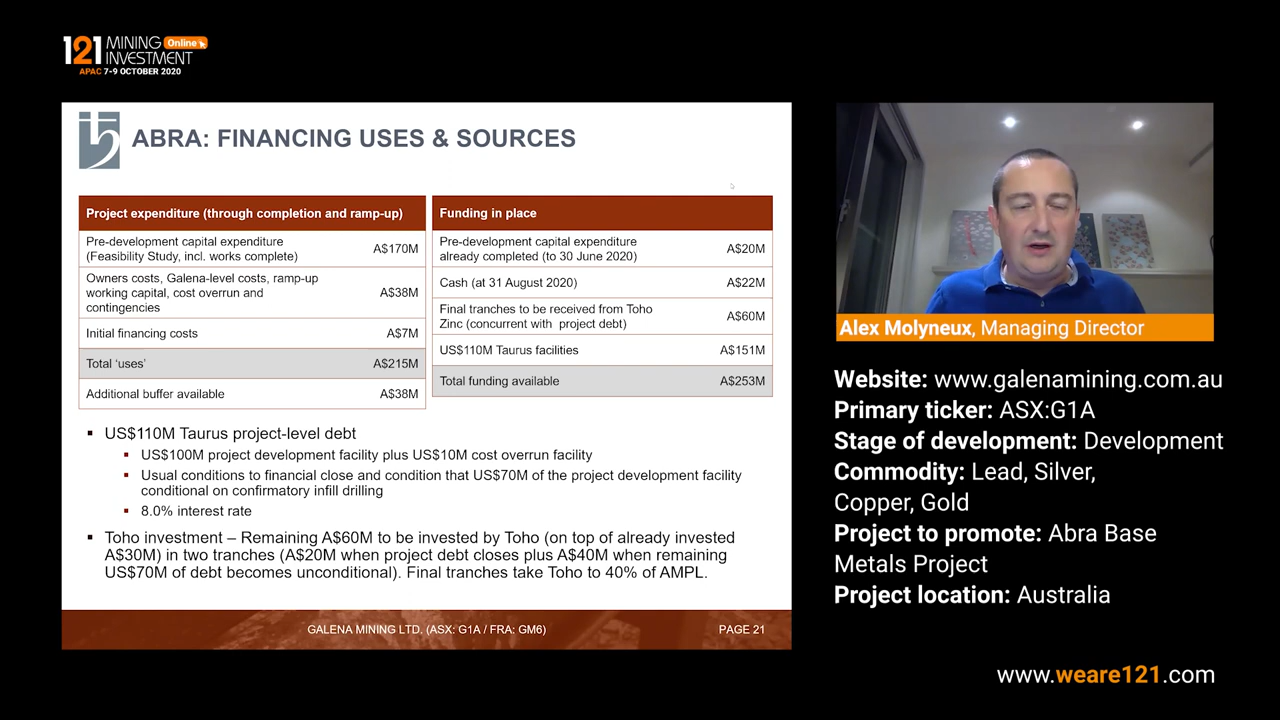 121 MINING INVESTMENT Online
APAC 7-9 OCTOBER 2020
ABRA: FINANCING USES & SOURCES
Project expenditure (through completion and ramp-up)
Pre-development capital expenditure
(Feasibility Study, incl. works complete) A$170M
Owners costs, Galena-level costs, ramp-up
working capital, cost overrun and
contingencies A$38M
Initial financing costs A$7M
Total ‘uses’ A$215M
Additional buffer available A$38M
Funding in place
Pre-development capital expenditure
already completed (to 30 June 2020) A$20M
Cash (at 31 August 2020) A$22M
Final tranches to be received from Toho
Zinc (concurrent with project debt) A$60M
US$110M Taurus facilities A$151M
Total funding available A$253M
▪ US$110M Taurus project-level debt
▪ US$100M project development facility plus US$10M cost overrun facility
▪ Usual conditions to financial close and condition that US$70M of the project development facility
conditional on confirmatory infill drilling
▪ 8.0% interest rate
▪ Toho investment – Remaining A$60M to be invested by Toho (on top of already invested
A$30M) in two tranches (A$20M when project debt closes plus A$40M when remaining
US$70M of debt becomes unconditional). Final tranches take Toho to 40% of AMPL.
GALENA MINING LTD. (ASX: G1A / FRA: GM6) PAGE 21
Alex Molyneux, Managing Director
Website: www.galenamining.com.au
Primary ticker: ASX:G1A
Stage of development: Development
Commodity: Lead, Silver,
Copper, Gold
Project to promote: Abra Base
Metals Project
Project location: Australia
www.weare121.com